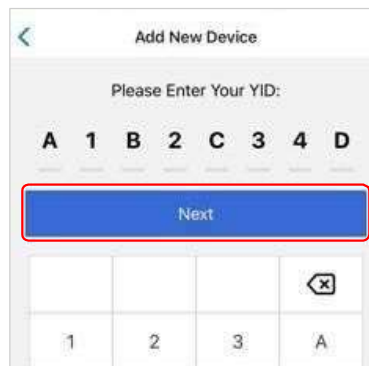 Add New Device
Please Enter Your YID:
A 1 B 2 C 3 4 D
Next
1 2 3 A